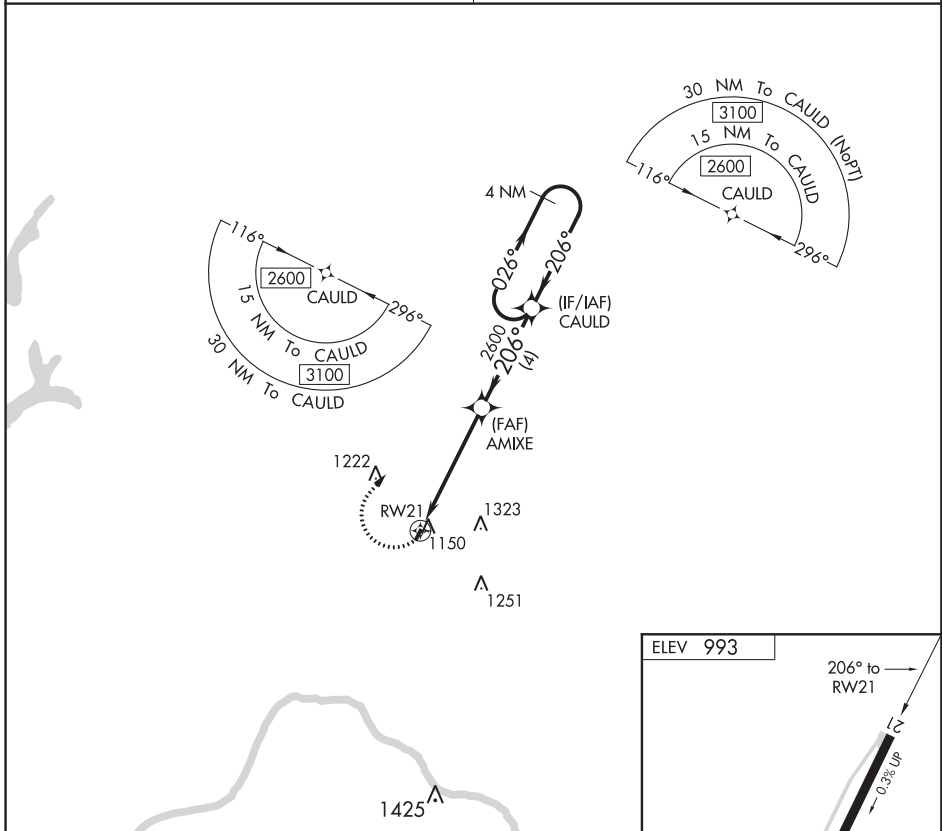 30 NM To CAULD (NoPT)
3100
15 NM To CAULD
2600
CAULD
116°
296°
4 NM
026°
206°
(IF/IAF)
CAULD
2600
206°
(4)
(FAF)
AMIXE
116°
2600
CAULD
296°
15 NM To CAULD
3100
30 NM To CAULD
1222
RW21
1323
1150
1251
ELEV 993
206° to
RW21
21
0.3% UP
1425